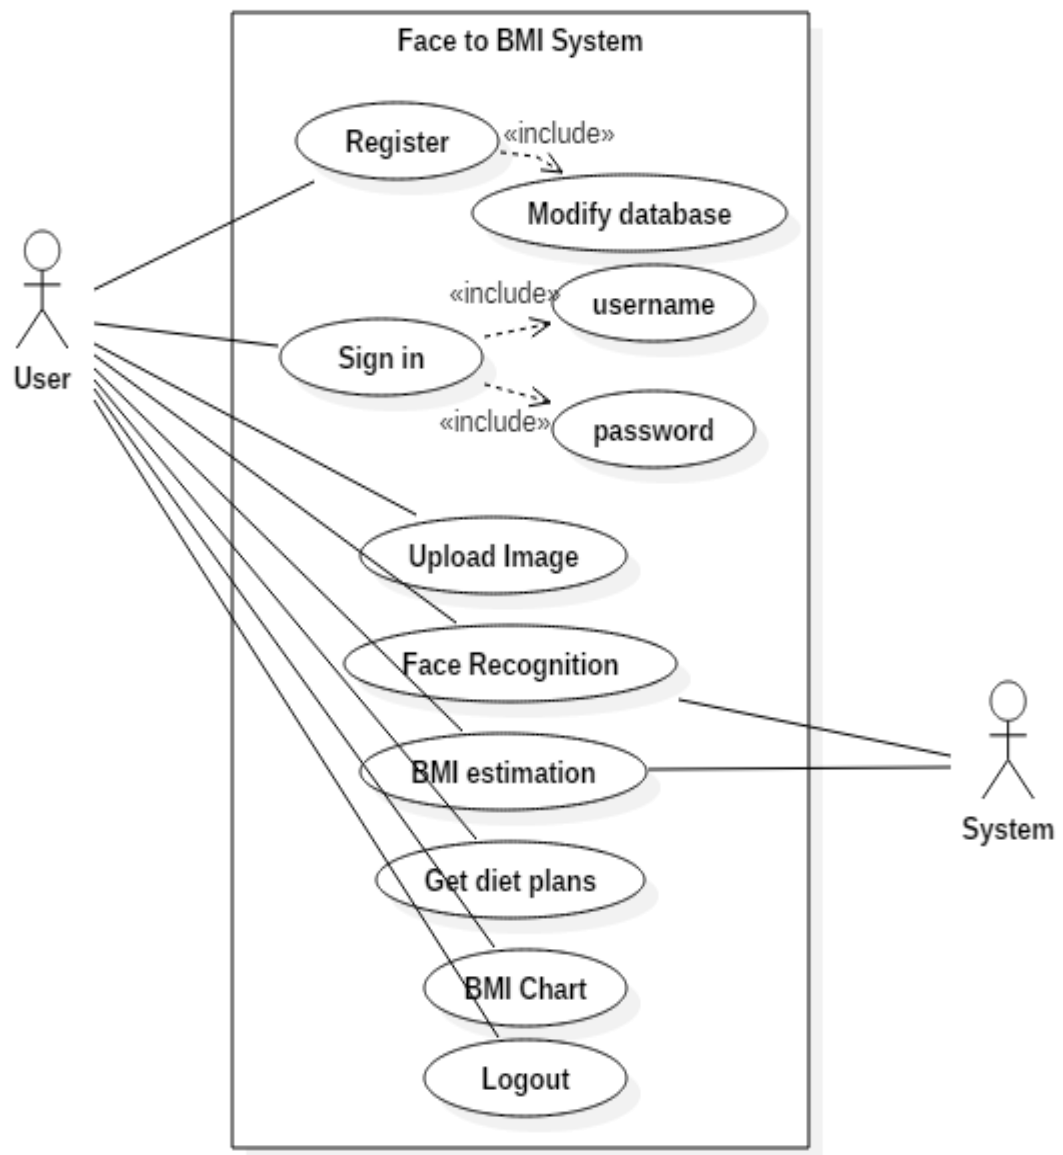 Face to BMI System
Register
«include»
Modify database
«include»
username
Sign in
User
«include»
password
Upload Image
Face Recognition
BMI estimation
System
Get diet plans
BMI Chart
Logout